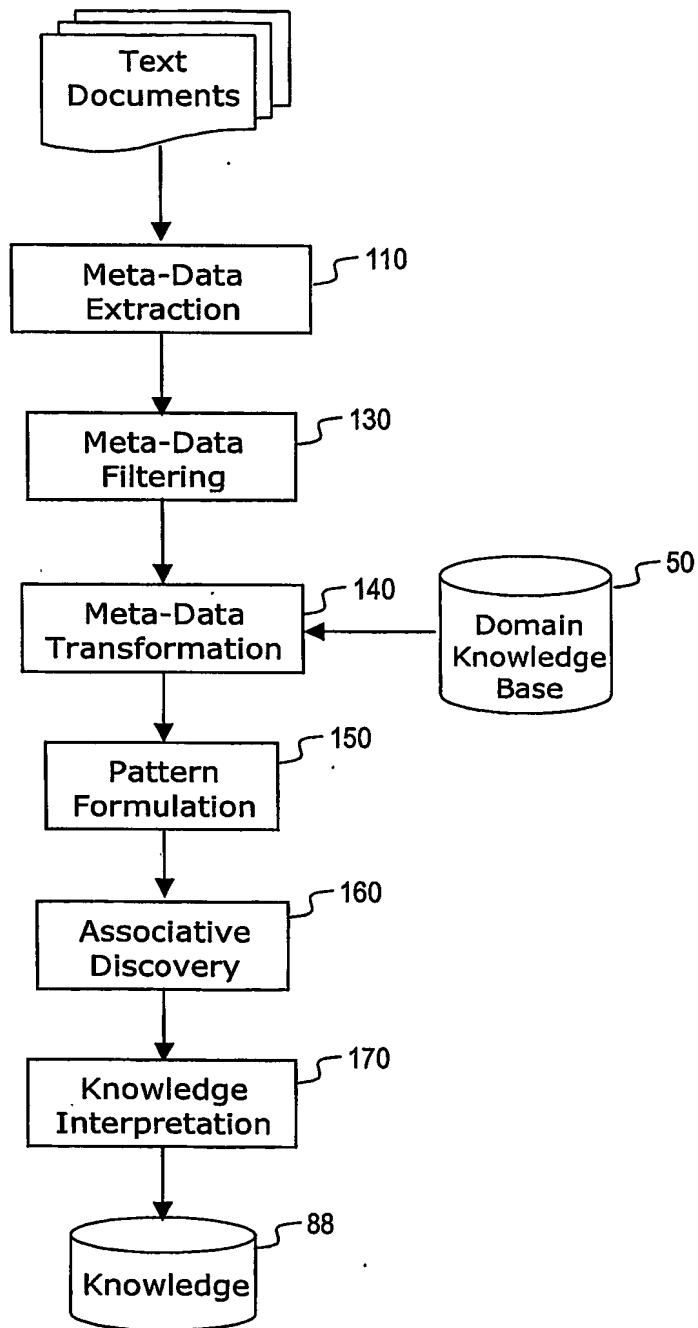 Text
Documents
Meta-Data
Extraction
110
Meta-Data
Filtering
130
Meta-Data
Transformation
140
Domain
Knowledge
Base
50
Pattern
Formulation
150
Associative
Discovery
160
Knowledge
Interpretation
170
Knowledge
88